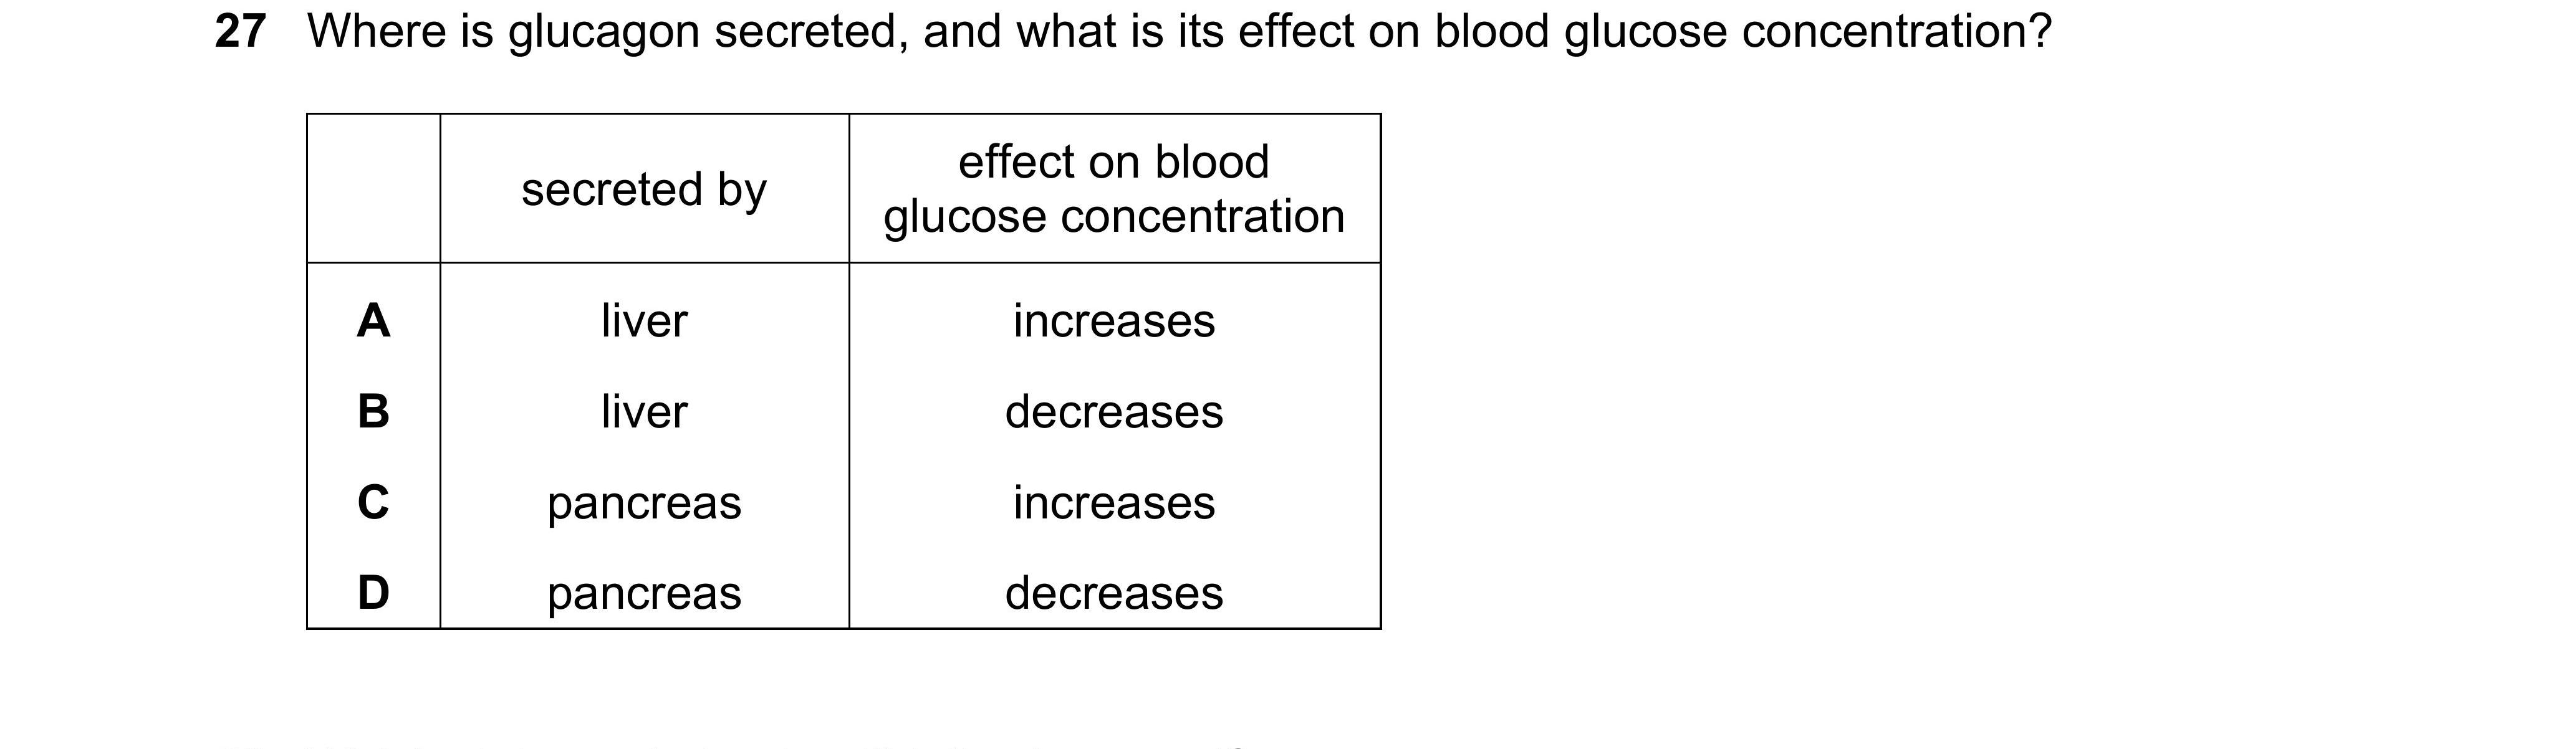 27 Where is glucagon secreted, and what is its effect on blood glucose concentration?
secreted by
effect on blood
glucose concentration
A liver increases
B liver decreases
C pancreas increases
D pancreas decreases